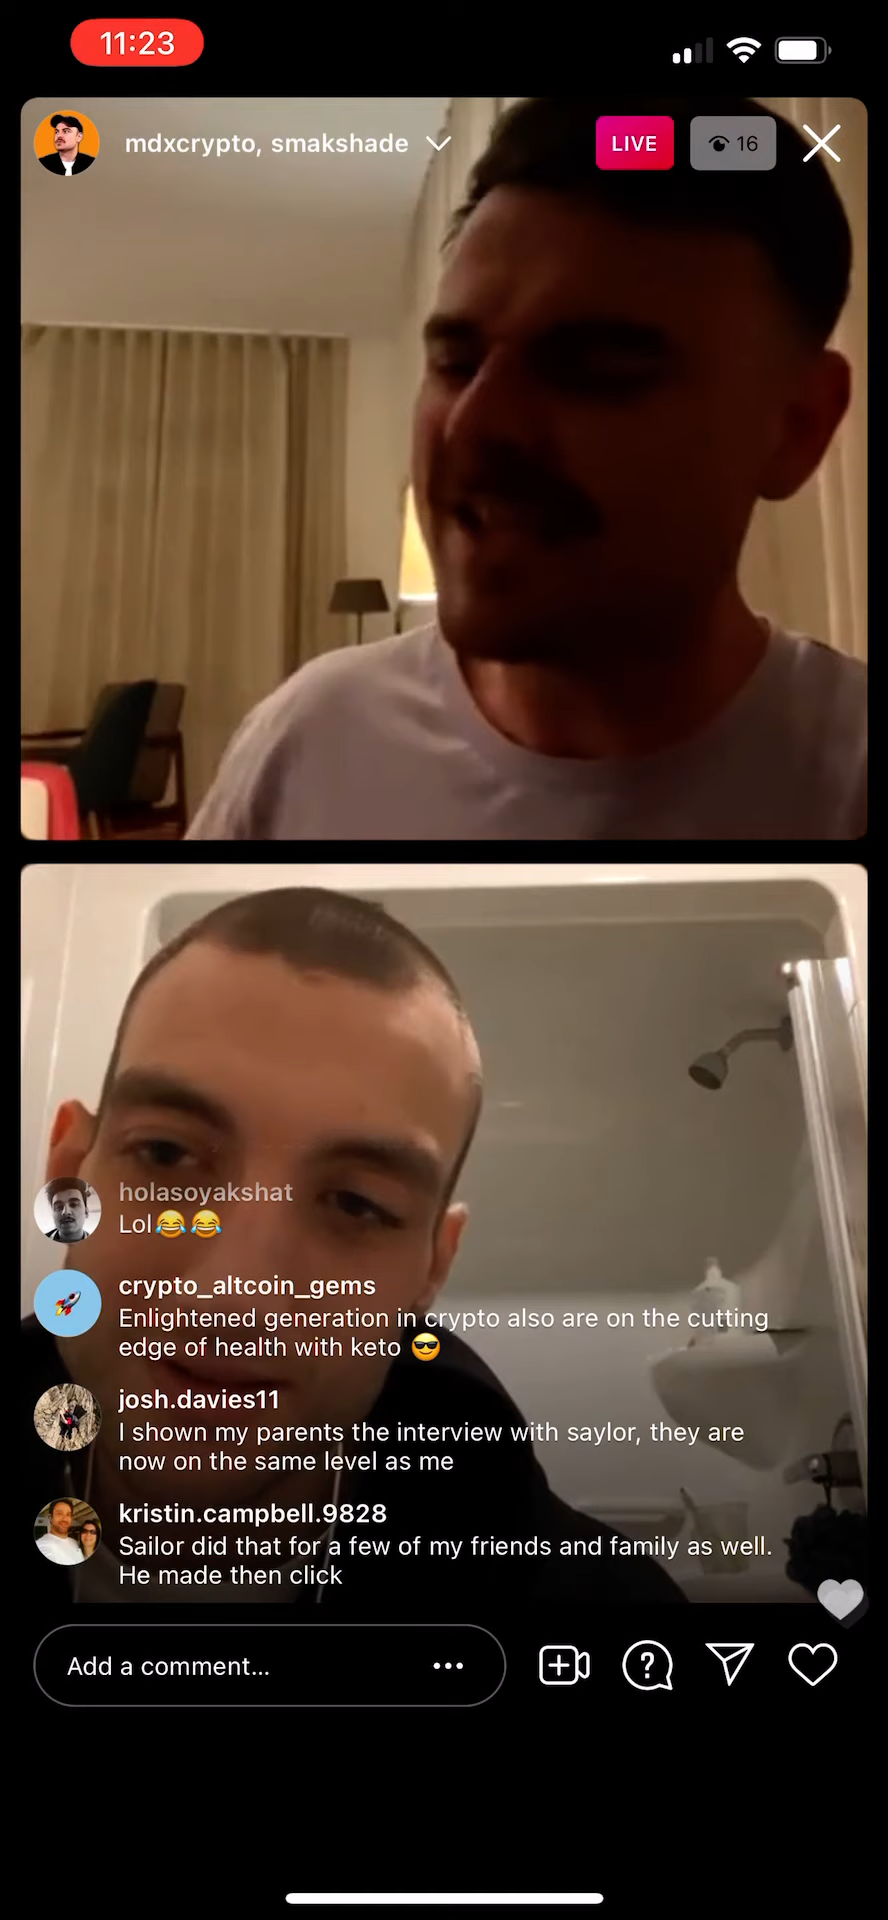 11:23
mdxcrypto, smakshade
LIVE
16
holasoyakshat
Lol😂😂
crypto_altcoin_gems
Enlightened generation in crypto also are on the cutting
edge of health with keto 😎
josh.davies11
I shown my parents the interview with saylor, they are
now on the same level as me
kristin.campbell.9828
Sailor did that for a few of my friends and family as well.
He made then click
Add a comment...